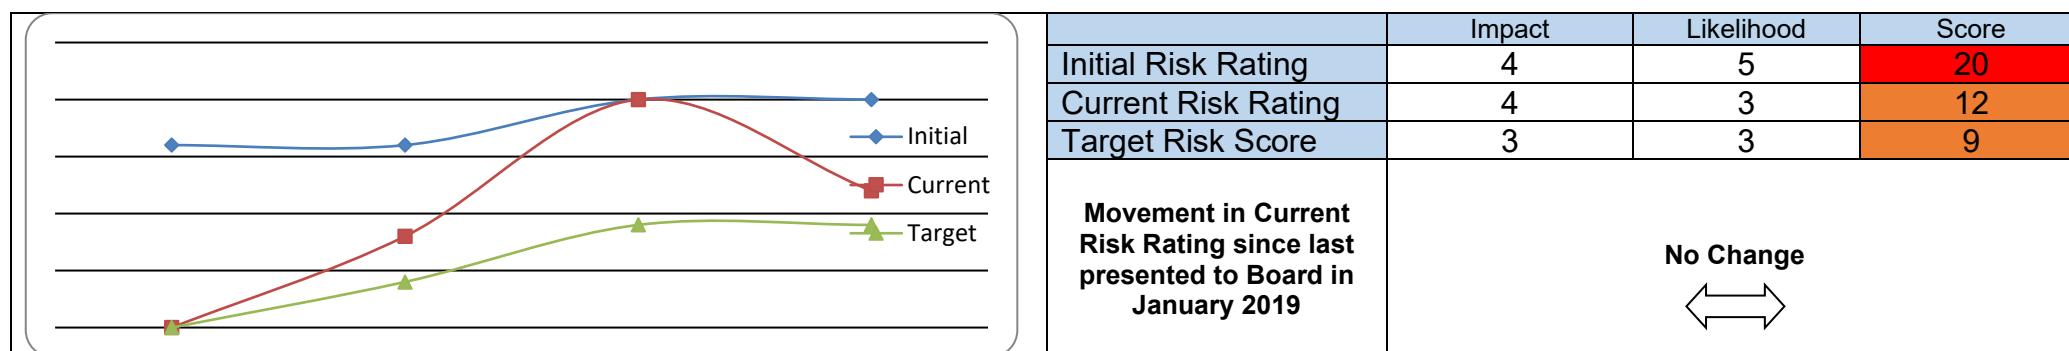 Initial
Current
Target
Impact Likelihood Score
Initial Risk Rating 4 5 20
Current Risk Rating 4 3 12
Target Risk Score 3 3 9
Movement in Current
Risk Rating since last
presented to Board in
January 2019
No Change